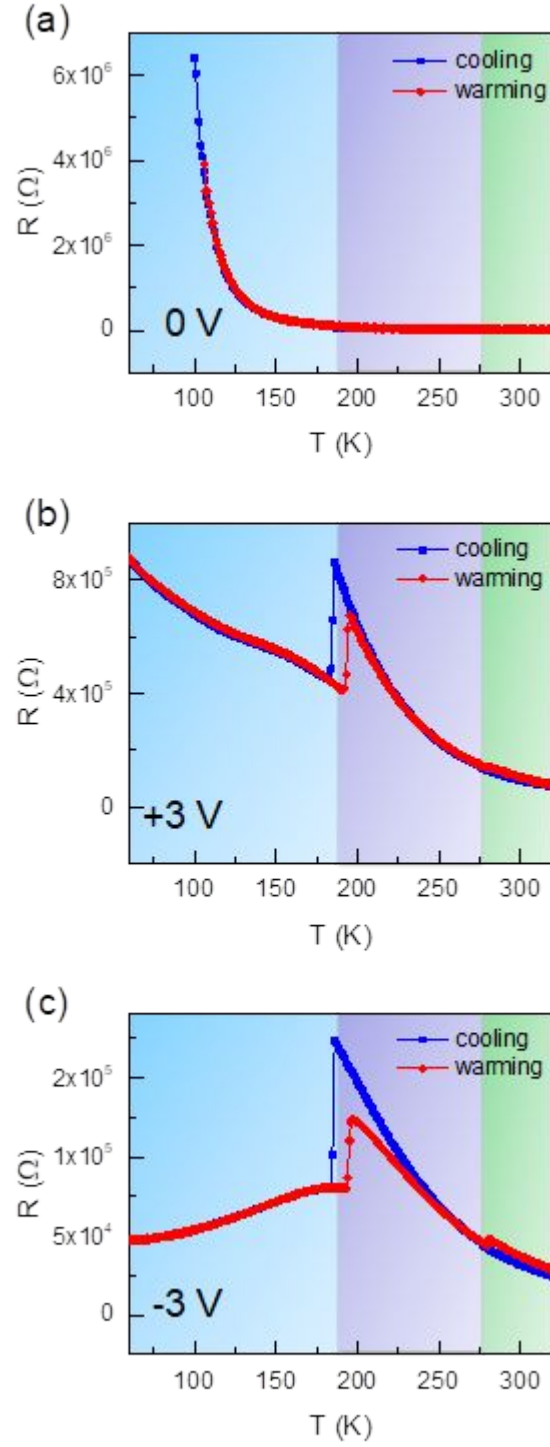 (a)
cooling
warming
6x10⁶
4x10⁶
2x10⁶
0
R (Ω)
0 V
100 150 200 250 300
T (K)
(b)
cooling
warming
8x10⁵
4x10⁵
0
R (Ω)
+3 V
100 150 200 250 300
T (K)
(c)
cooling
warming
2x10⁵
1x10⁵
5x10⁴
0
R (Ω)
-3 V
100 150 200 250 300
T (K)